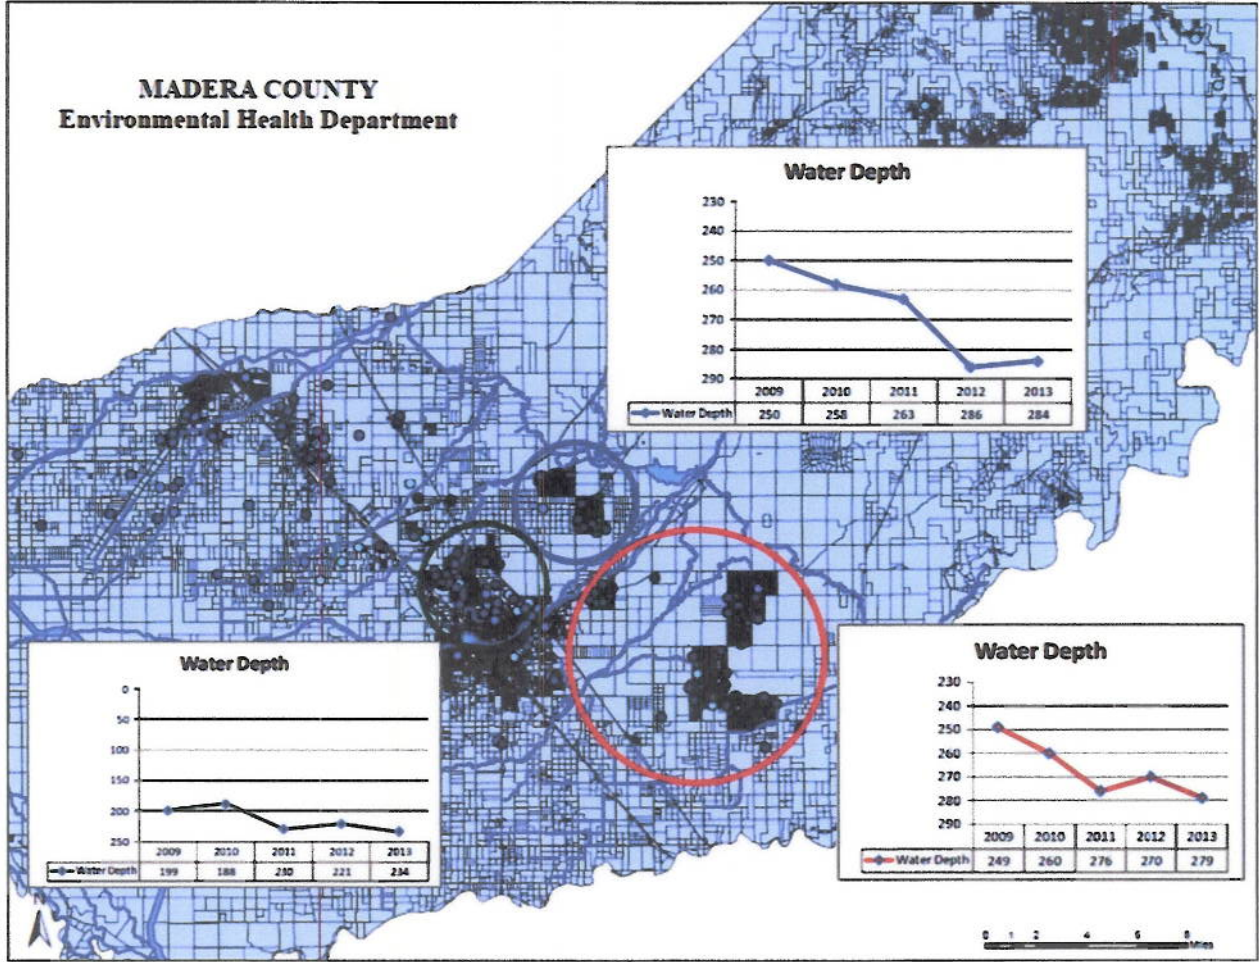 MADERA COUNTY
Environmental Health Department
Water Depth
230
240
250
260
270
280
290
2009 2010 2011 2012 2013
Water Depth 250 258 263 286 284
Water Depth
0
50
100
150
200
250
2009 2010 2011 2012 2013
Water Depth 199 188 230 221 234
Water Depth
230
240
250
260
270
280
290
2009 2010 2011 2012 2013
Water Depth 249 260 276 270 279
N
0 1 2 4 6 8
Miles